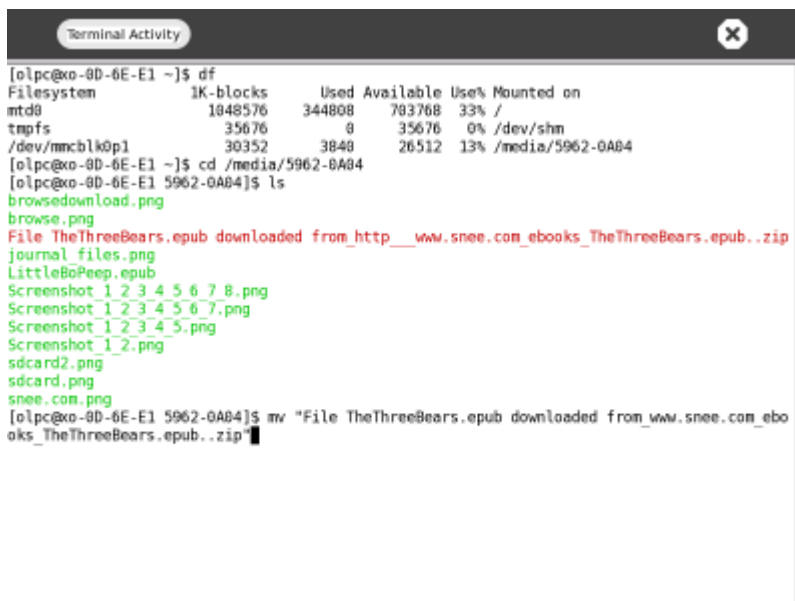 Terminal Activity
[olpc@xo-0D-6E-E1 ~]$ df
Filesystem 1K-blocks Used Available Use% Mounted on
mtd0 1048576 344808 703768 33% /
tmpfs 35676 0 35676 0% /dev/shm
/dev/mmcblk0p1 30352 3840 26512 13% /media/5962-0A04
[olpc@xo-0D-6E-E1 ~]$ cd /media/5962-0A04
[olpc@xo-0D-6E-E1 5962-0A04]$ ls
browsedownload.png
browse.png
File TheThreeBears.epub downloaded from_http___www.snee.com_ebooks_TheThreeBears.epub..zip
journal_files.png
LittleBoPeep.epub
Screenshot_1_2_3_4_5_6_7_8.png
Screenshot_1_2_3_4_5_6_7.png
Screenshot_1_2_3_4_5.png
Screenshot_1_2.png
sdcard2.png
sdcard.png
snee.com.png
[olpc@xo-0D-6E-E1 5962-0A04]$ mv "File TheThreeBears.epub downloaded from_www.snee.com_ebo
oks_TheThreeBears.epub..zip"